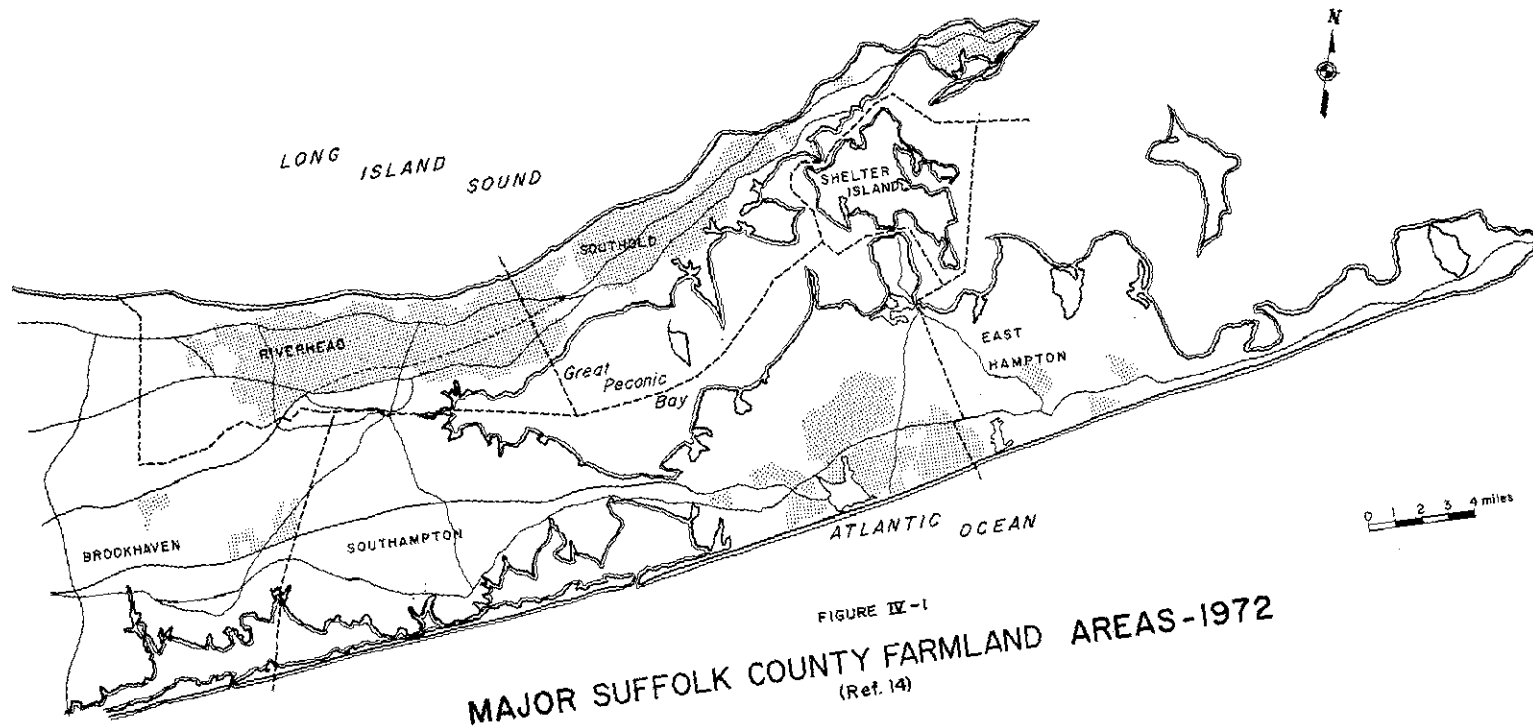 N
LONG ISLAND SOUND
SHELTER
ISLAND
SOUTHOLD
RIVERHEAD
EAST
HAMPTON
Great
Peconic
Bay
BROOKHAVEN
SOUTHAMPTON
ATLANTIC OCEAN
0 1 2 3 4 miles
FIGURE IV-1
MAJOR SUFFOLK COUNTY FARMLAND AREAS-1972
(Ref. 14)